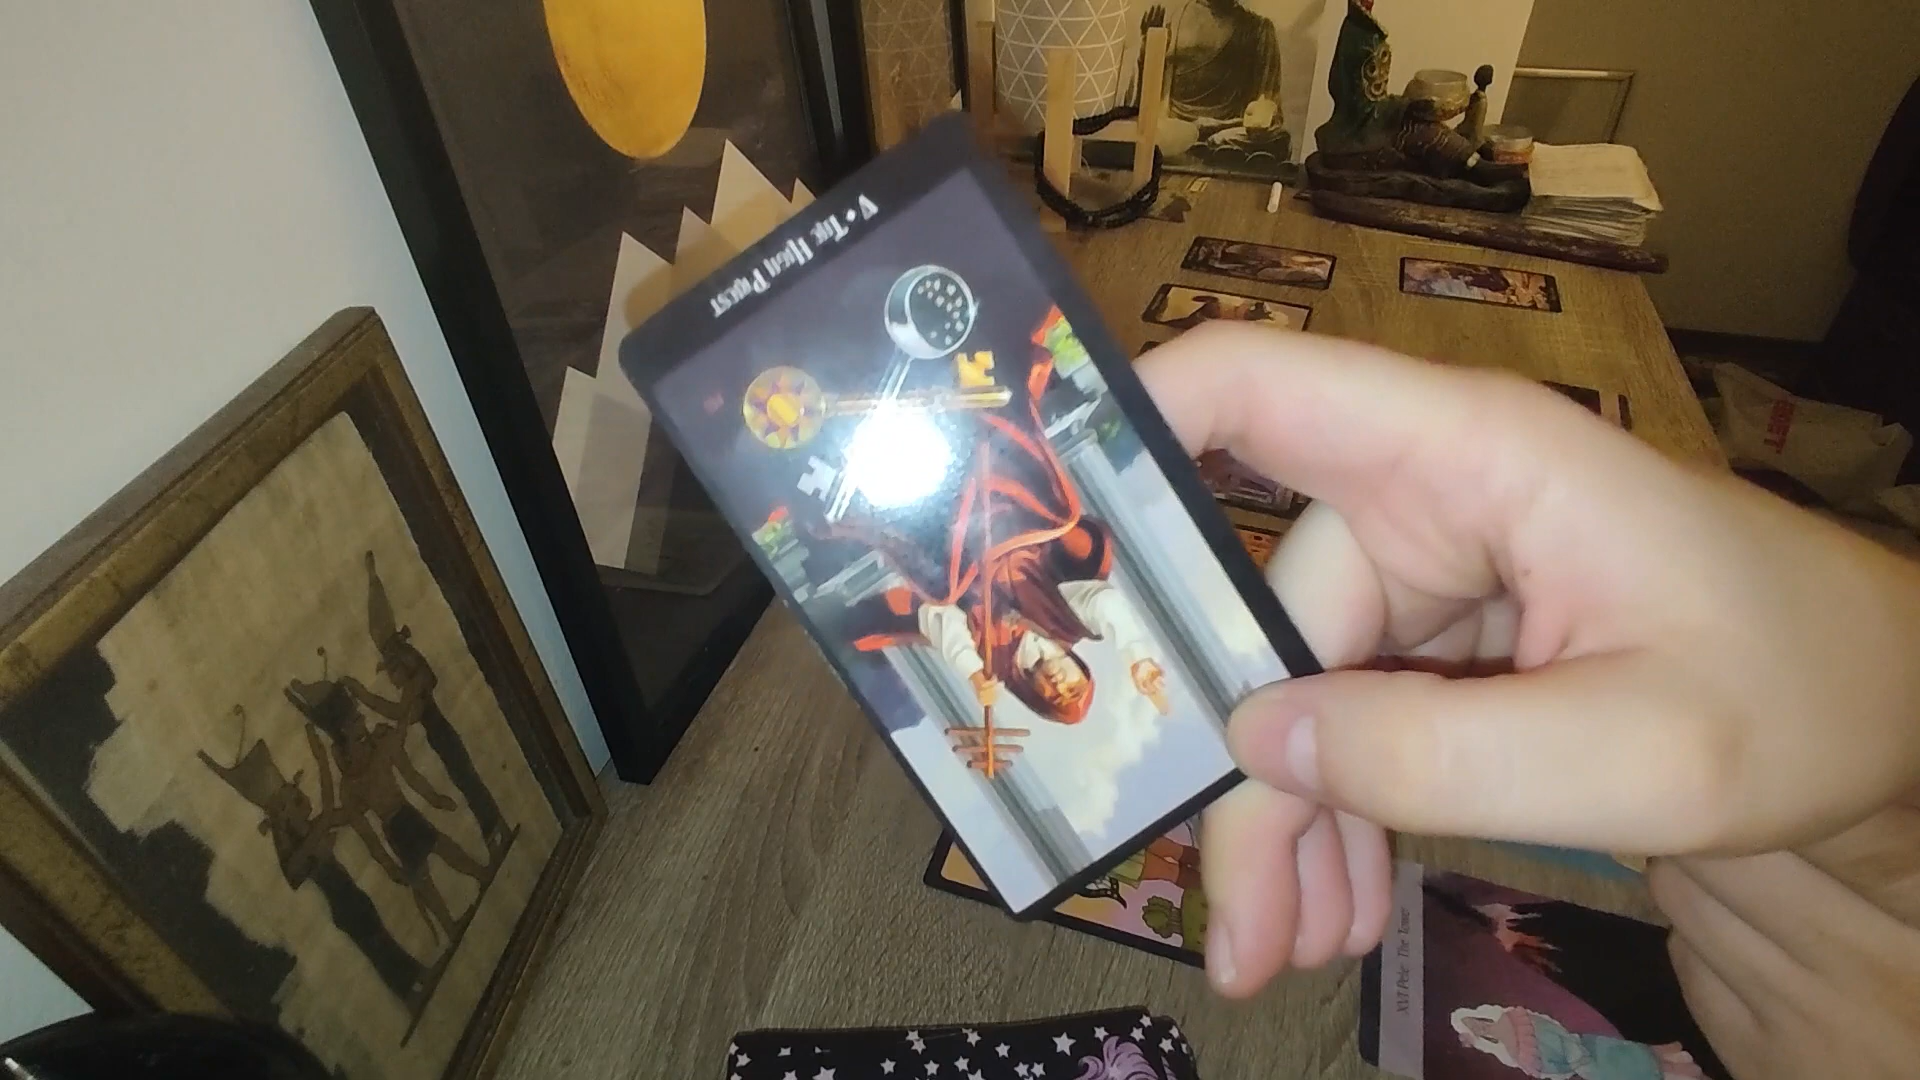 V • The High Priest
XVI Pele: The Tower